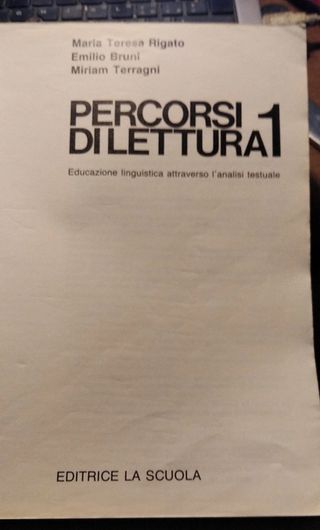 Maria Teresa Rigato
Emilio Bruni
Miriam Terragni
PERCORSI
DI LETTURA 1
Educazione linguistica attraverso l'analisi testuale
EDITRICE LA SCUOLA